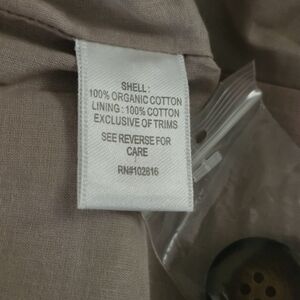 SHELL :
100% ORGANIC COTTON
LINING : 100% COTTON
EXCLUSIVE OF TRIMS
SEE REVERSE FOR
CARE
RN#102816